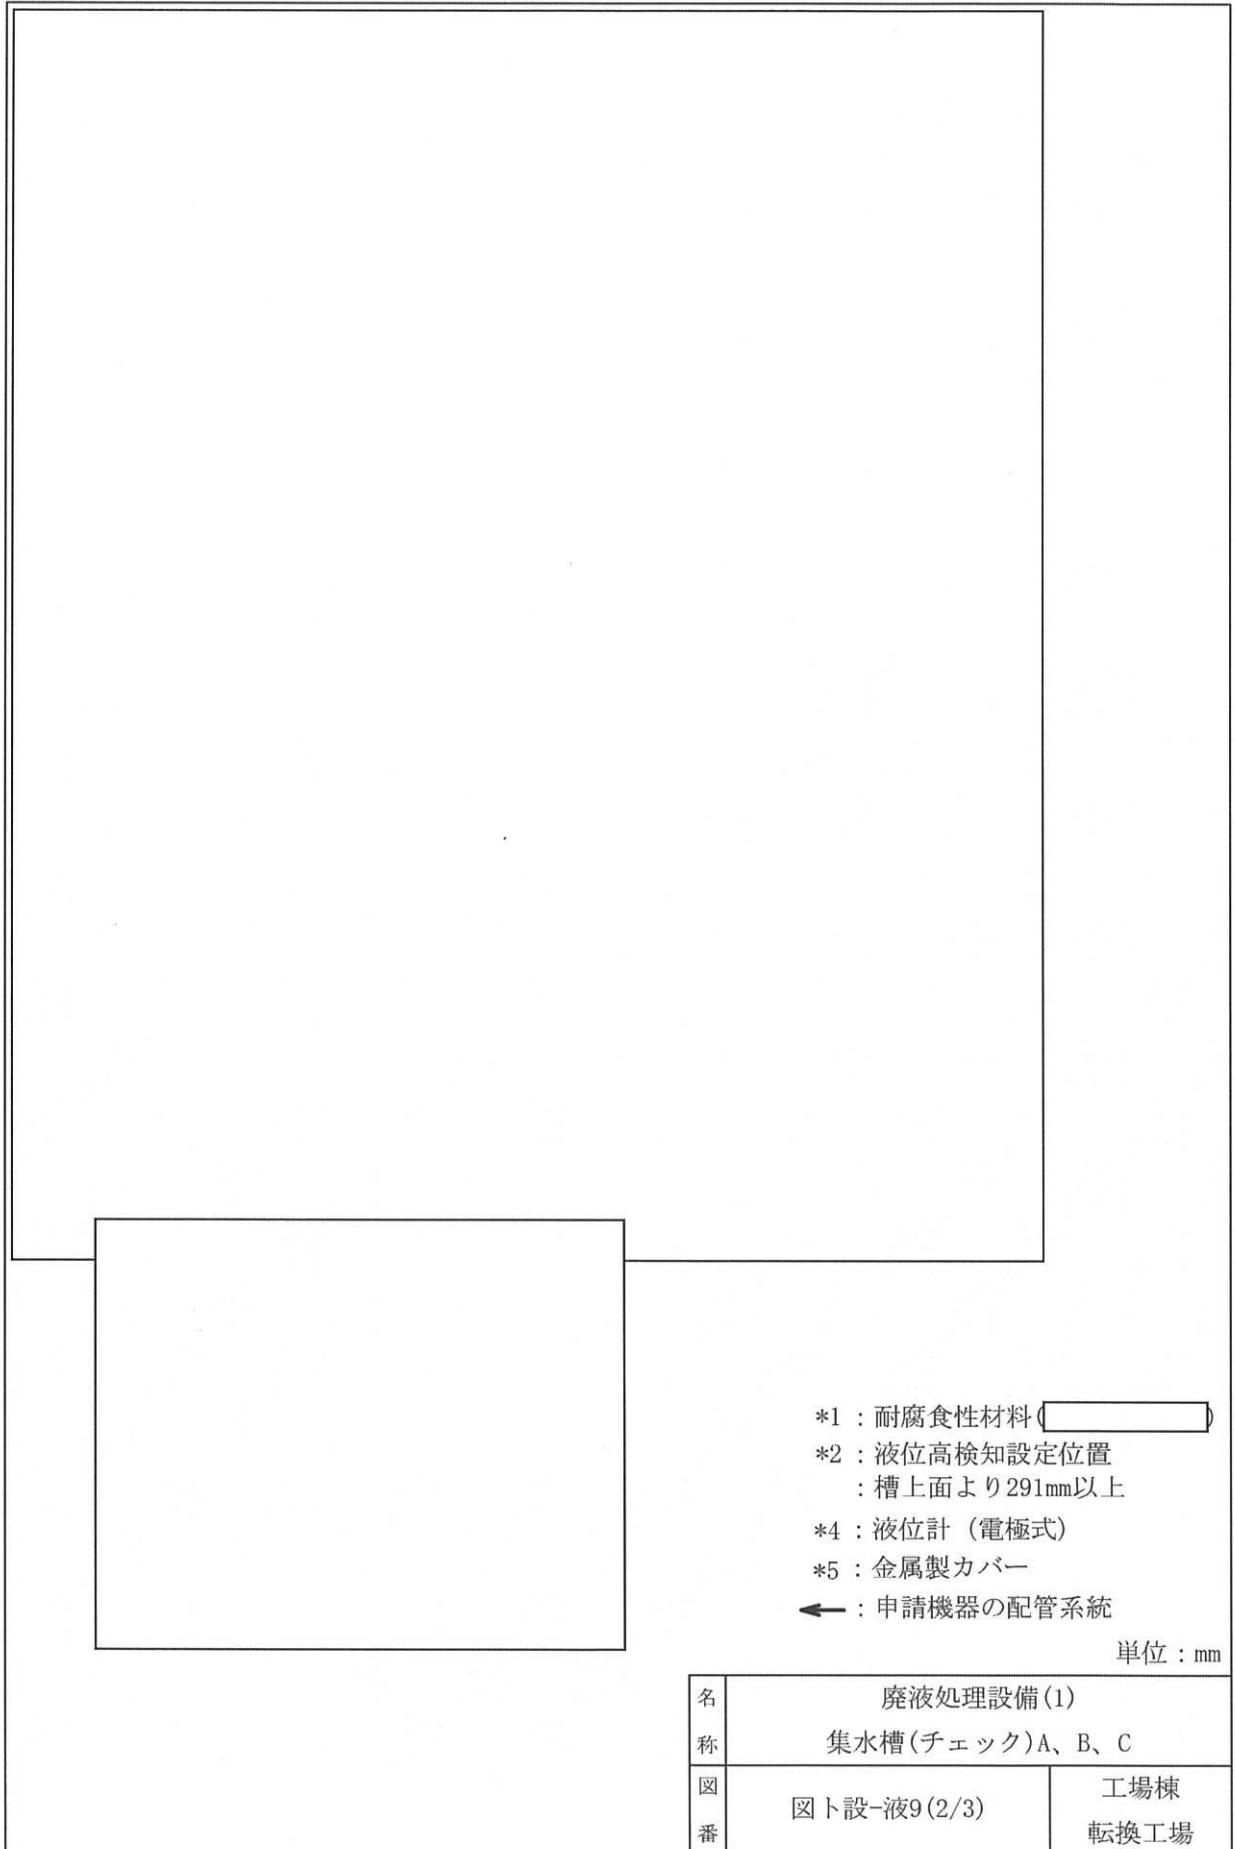 *1：耐腐食性材料(　　　　　)
*2：液位高検知設定位置
：槽上面より291mm以上
*4：液位計（電極式）
*5：金属製カバー
←：申請機器の配管系統
単位：mm
名称 廃液処理設備(1)
集水槽(チェック)A、B、C
図番 図ト設-液9(2/3) 工場棟
転換工場